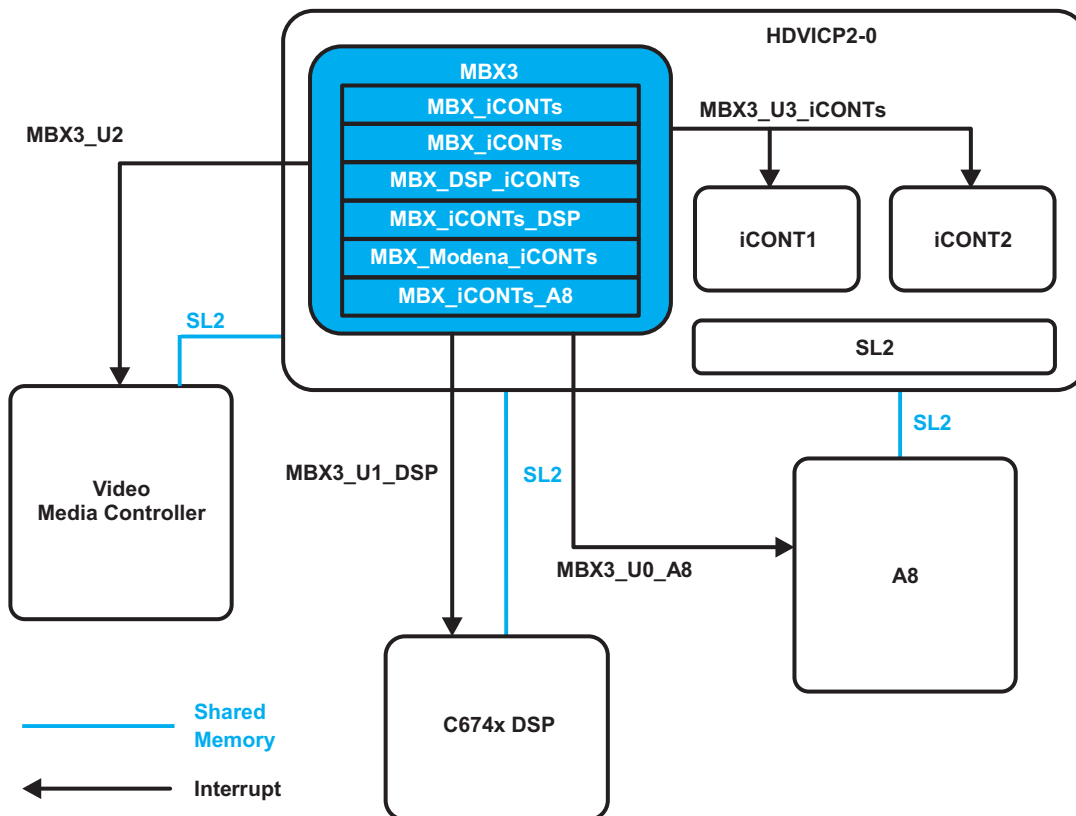 HDVICP2-0
MBX3
MBX_iCONTs
MBX_iCONTs
MBX_DSP_iCONTs
MBX_iCONTs_DSP
MBX_Modena_iCONTs
MBX_iCONTs_A8
MBX3_U3_iCONTs
MBX3_U2
iCONT1
iCONT2
SL2
SL2
SL2
MBX3_U1_DSP
SL2
Video
Media Controller
MBX3_U0_A8
A8
C674x DSP
Shared
Memory
Interrupt